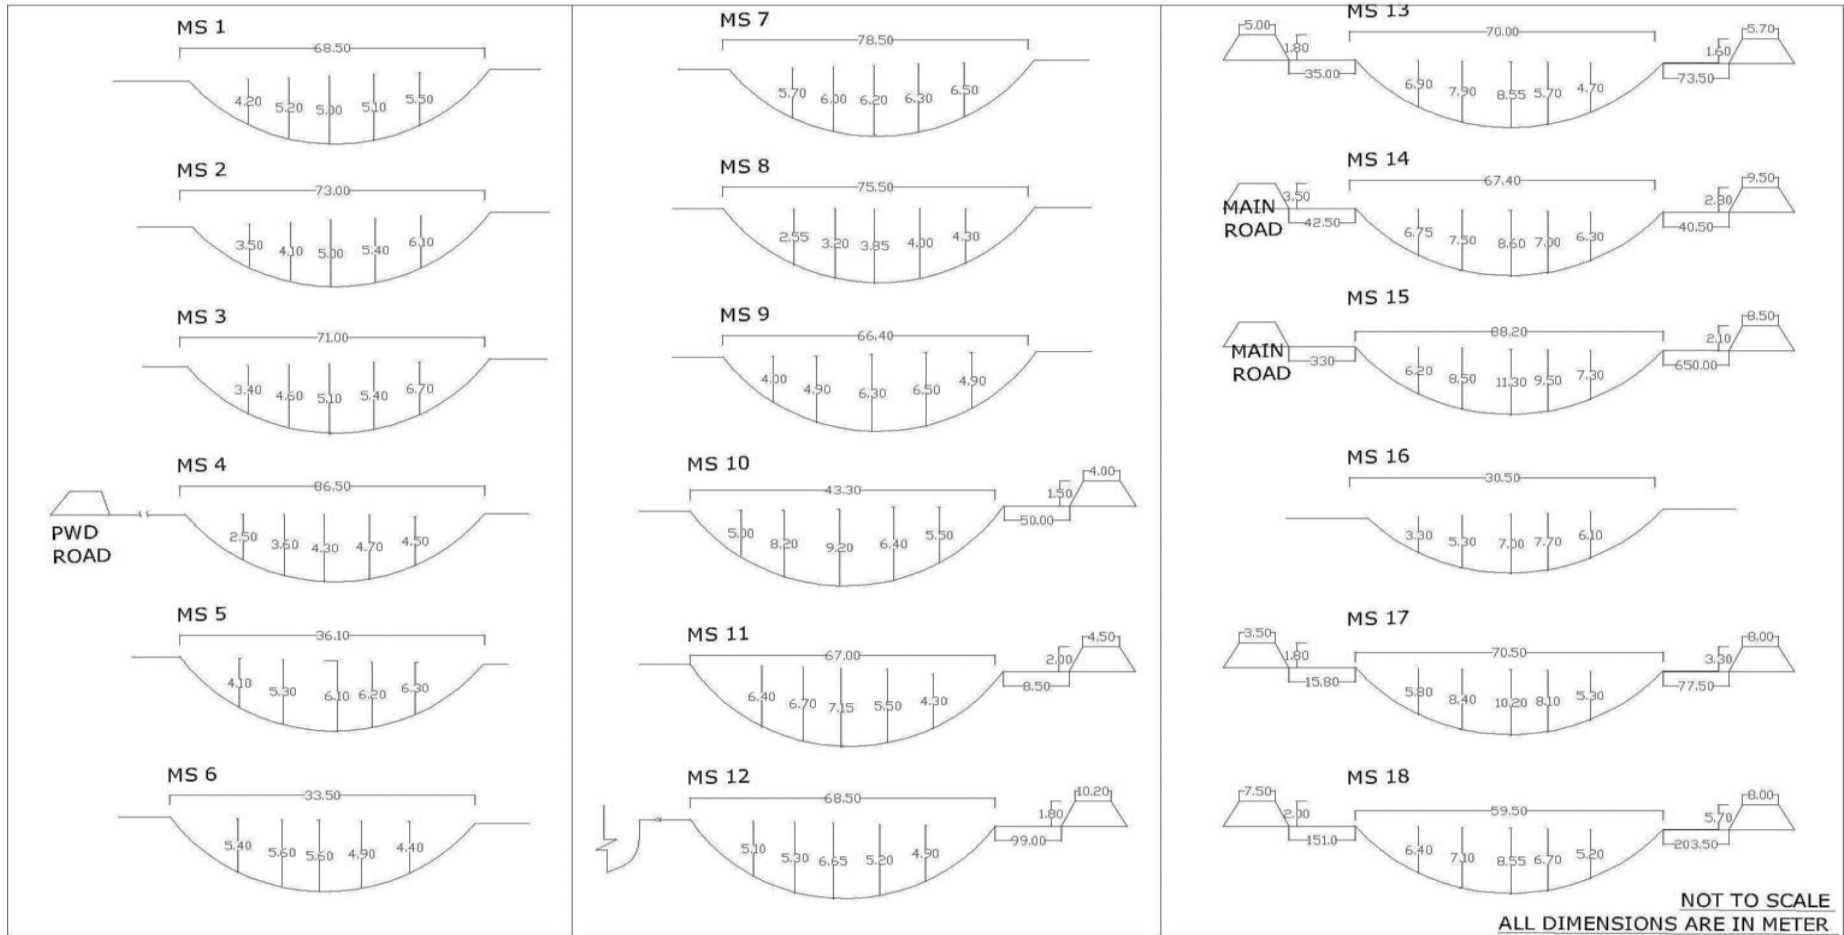 MS 1
68.50
4.20 5.20 5.00 5.10 5.50
MS 2
73.00
3.50 4.10 5.00 5.40 6.10
MS 3
71.00
3.40 4.60 5.10 5.40 6.70
MS 4
86.50
2.50 3.60 4.30 4.70 4.50
PWD
ROAD
MS 5
36.10
4.10 5.30 6.10 6.20 6.30
MS 6
33.50
5.40 5.60 5.60 4.90 4.40
MS 7
78.50
5.70 6.00 6.20 6.30 6.50
MS 8
75.50
2.55 3.20 3.85 4.00 4.30
MS 9
66.40
4.00 4.90 6.30 6.50 4.90
MS 10
43.30
4.00
1.50
50.00
5.00 8.20 9.20 6.40 5.50
MS 11
67.00
4.50
2.00
8.50
6.40 6.70 7.15 5.50 4.30
MS 12
68.50
10.20
1.80
99.00
5.10 5.30 6.65 5.20 4.90
MS 13
5.00
1.80
35.00
70.00
5.70
1.60
73.50
6.90 7.90 8.55 5.70 4.70
MS 14
3.50
MAIN
ROAD
42.50
67.40
9.50
2.80
40.50
6.75 7.50 8.60 7.00 6.30
MS 15
MAIN
ROAD
330
88.20
8.50
2.10
650.00
6.20 8.50 11.30 9.50 7.30
MS 16
30.50
3.30 5.30 7.00 7.70 6.10
MS 17
3.50
1.80
15.80
70.50
8.00
3.30
77.50
5.80 8.40 10.20 8.10 5.30
MS 18
7.50
2.00
151.0
59.50
8.00
5.70
203.50
6.40 7.10 8.55 6.70 5.20
NOT TO SCALE
ALL DIMENSIONS ARE IN METER